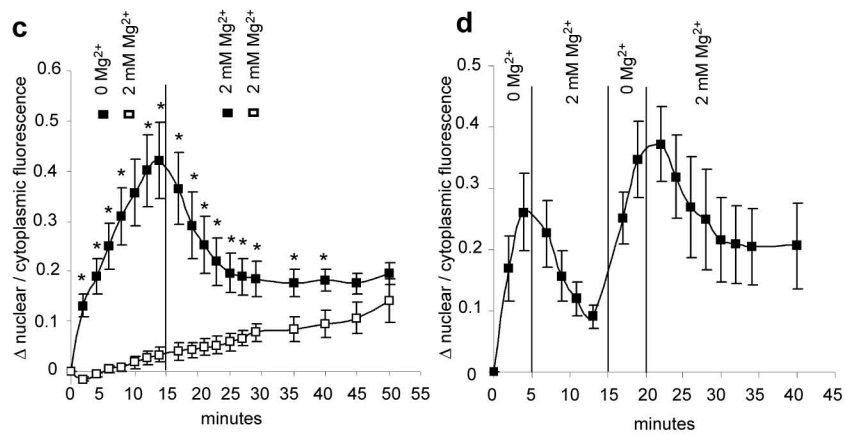 c
0 Mg²⁺
2 mM Mg²⁺
2 mM Mg²⁺
2 mM Mg²⁺
Δ nuclear / cytoplasmic fluorescence
0.6
0.5
0.4
0.3
0.2
0.1
0
* * * * * * * * * * * * * * *
0 5 10 15 20 25 30 35 40 45 50 55
minutes
d
0 Mg²⁺
2 mM Mg²⁺
0 Mg²⁺
2 mM Mg²⁺
Δ nuclear / cytoplasmic fluorescence
0.5
0.4
0.3
0.2
0.1
0
0 5 10 15 20 25 30 35 40 45
minutes